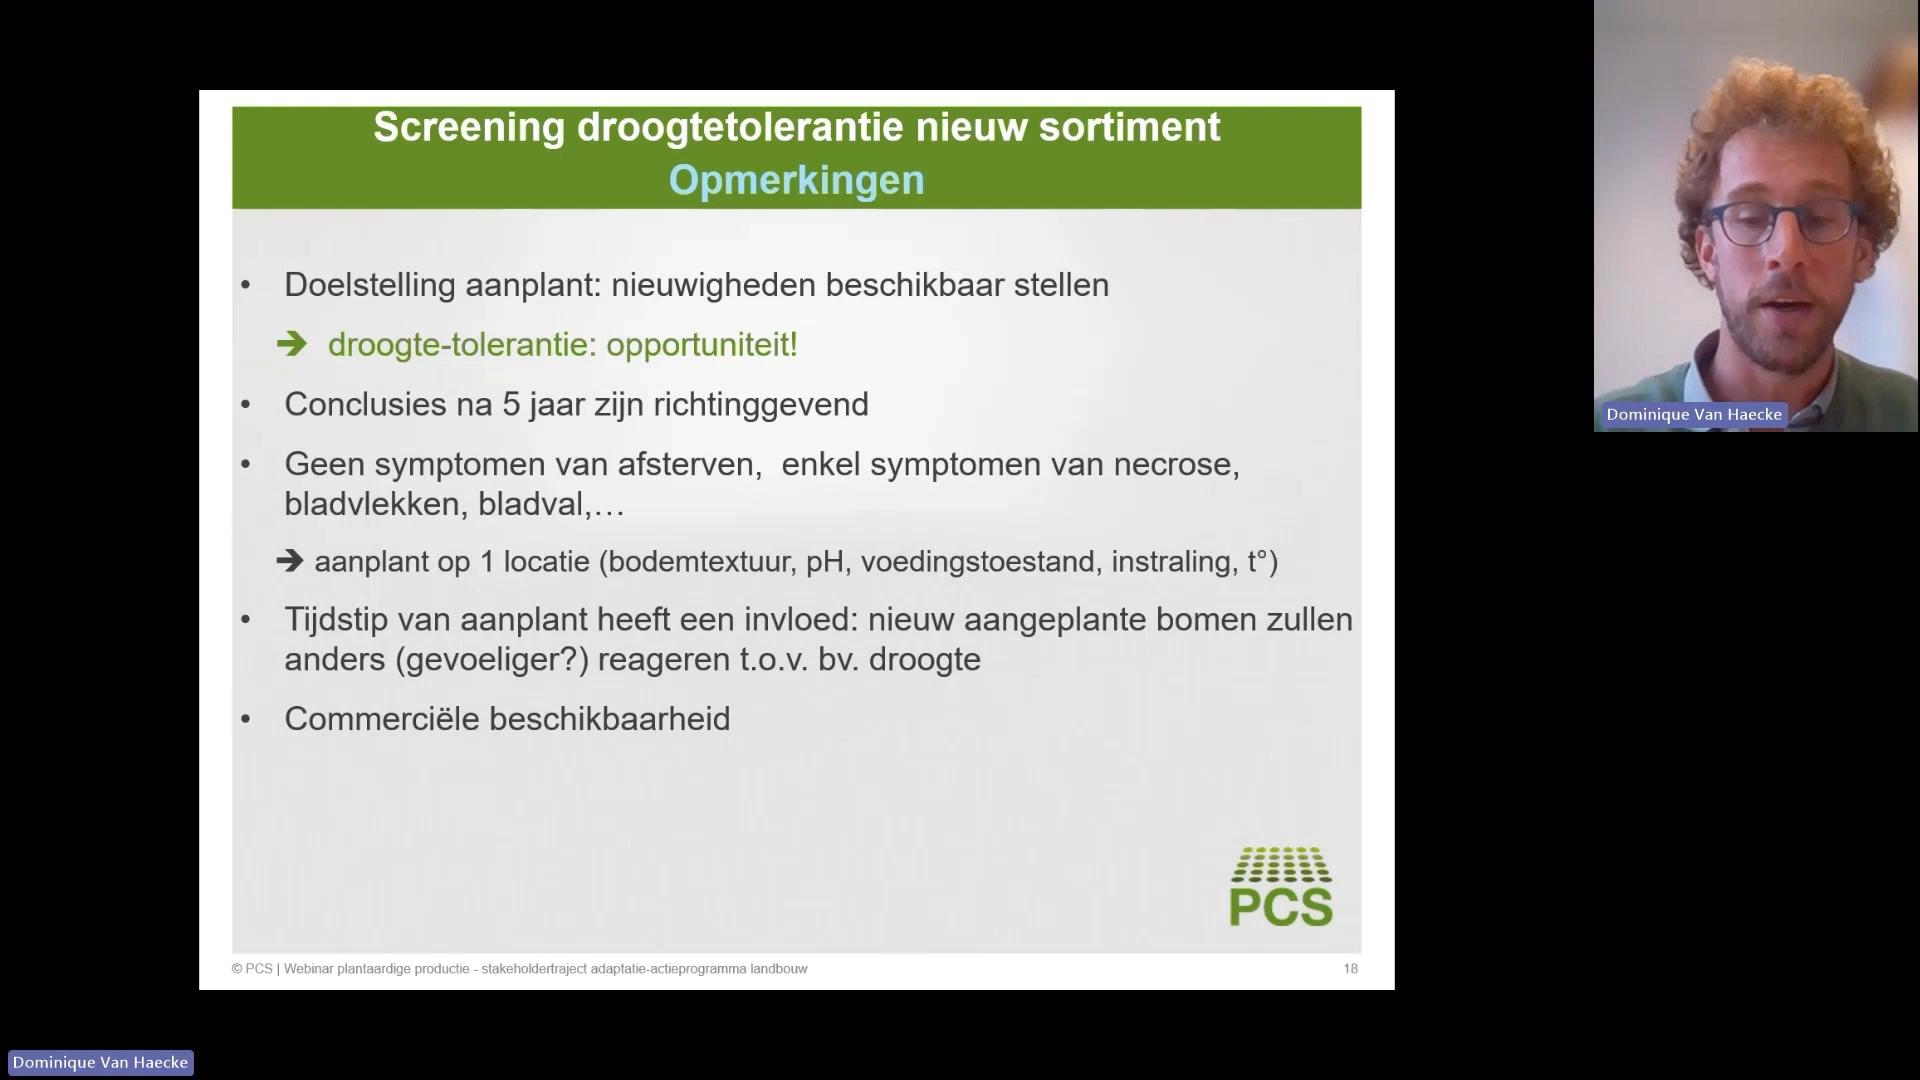 Screening droogtetolerantie nieuw sortiment
Opmerkingen
• Doelstelling aanplant: nieuwigheden beschikbaar stellen
➔ droogte-tolerantie: opportuniteit!
• Conclusies na 5 jaar zijn richtinggevend
• Geen symptomen van afsterven, enkel symptomen van necrose,
bladvlekken, bladval,…
➔ aanplant op 1 locatie (bodemtextuur, pH, voedingstoestand, instraling, t°)
• Tijdstip van aanplant heeft een invloed: nieuw aangeplante bomen zullen
anders (gevoeliger?) reageren t.o.v. bv. droogte
• Commerciële beschikbaarheid
PCS
© PCS | Webinar plantaardige productie - stakeholdertraject adaptatie-actieprogramma landbouw
18
Dominique Van Haecke
Dominique Van Haecke